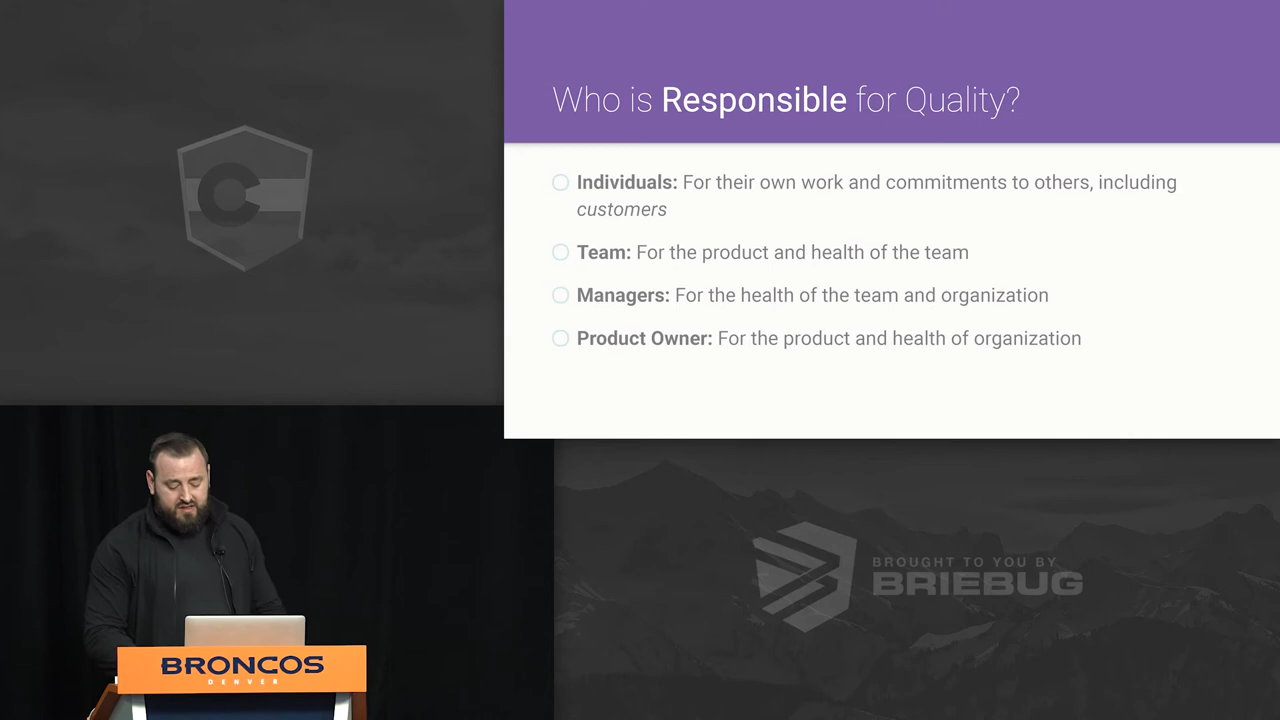 Who is Responsible for Quality?
Individuals: For their own work and commitments to others, including
customers
Team: For the product and health of the team
Managers: For the health of the team and organization
Product Owner: For the product and health of organization
C
BROUGHT TO YOU BY
BRIEBUG
BRONCOS
DENVER